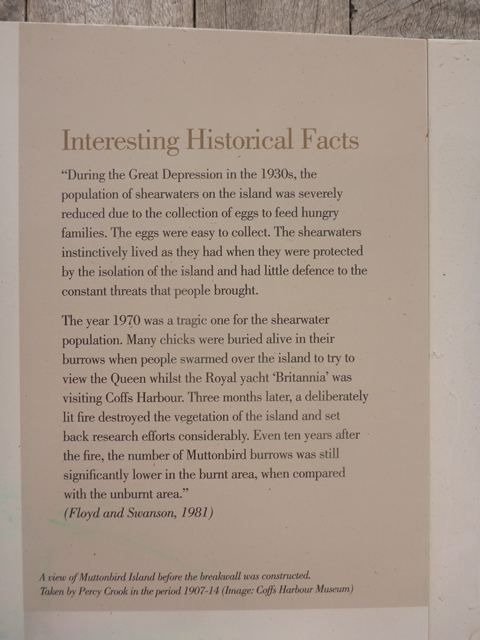 Interesting Historical Facts
“During the Great Depression in the 1930s, the
population of shearwaters on the island was severely
reduced due to the collection of eggs to feed hungry
families. The eggs were easy to collect. The shearwaters
instinctively lived as they had when they were protected
by the isolation of the island and had little defence to the
constant threats that people brought.
The year 1970 was a tragic one for the shearwater
population. Many chicks were buried alive in their
burrows when people swarmed over the island to try to
view the Queen whilst the Royal yacht ‘Britannia’ was
visiting Coffs Harbour. Three months later, a deliberately
lit fire destroyed the vegetation of the island and set
back research efforts considerably. Even ten years after
the fire, the number of Muttonbird burrows was still
significantly lower in the burnt area, when compared
with the unburnt area.”
(Floyd and Swanson, 1981)
A view of Muttonbird Island before the breakwall was constructed.
Taken by Percy Crook in the period 1907-14 (Image: Coffs Harbour Museum)